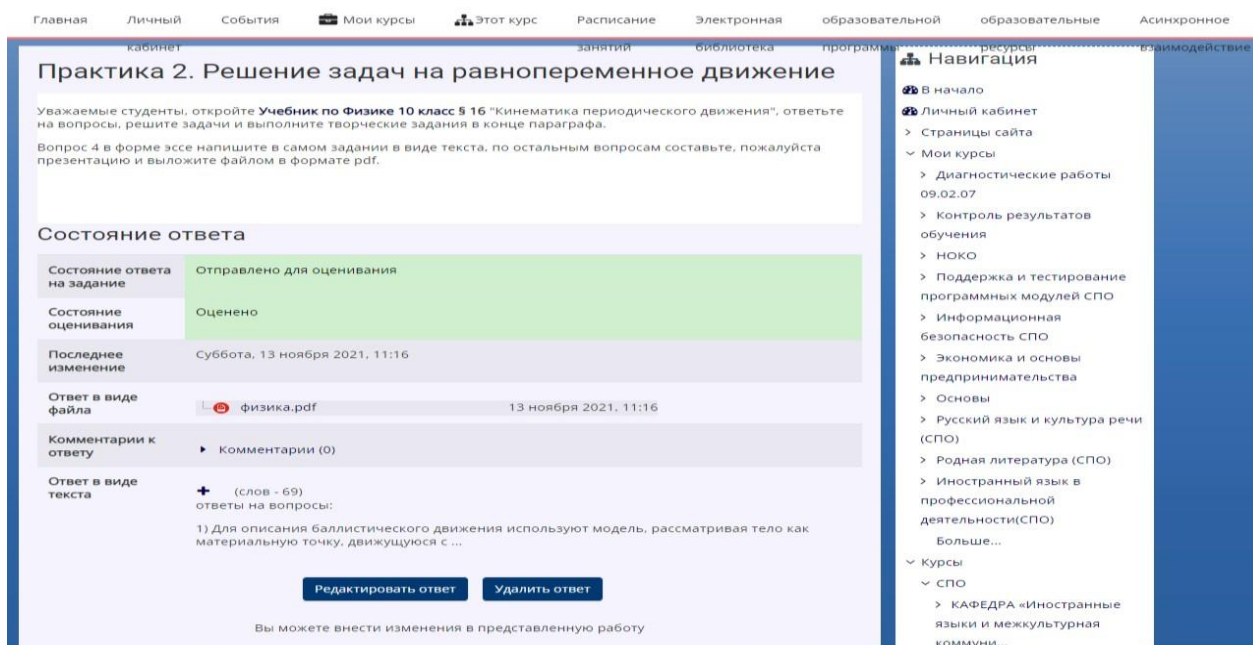 Главная Личный События Мои курсы Этот курс Расписание Электронная образовательной образовательные Асинхронное
кабинет занятий библиотека программы ресурсы взаимодействие
Практика 2. Решение задач на равнопеременное движение
Уважаемые студенты, откройте Учебник по Физике 10 класс § 16 "Кинематика периодического движения", ответьте
на вопросы, решите задачи и выполните творческие задания в конце параграфа.
Вопрос 4 в форме эссе напишите в самом задании в виде текста, по остальным вопросам составьте, пожалуйста
презентацию и выложите файлом в формате pdf.
Состояние ответа
Состояние ответа Отправлено для оценивания
на задание
Состояние Оценено
оценивания
Последнее Суббота, 13 ноября 2021, 11:16
изменение
Ответ в виде
файла физика.pdf 13 ноября 2021, 11:16
Комментарии к
ответу Комментарии (0)
Ответ в виде
текста (слов - 69)
ответы на вопросы:
1) Для описания баллистического движения используют модель, рассматривая тело как
материальную точку, движущуюся с ...
Редактировать ответ Удалить ответ
Вы можете внести изменения в представленную работу
Навигация
В начало
Личный кабинет
> Страницы сайта
Мои курсы
> Диагностические работы
09.02.07
> Контроль результатов
обучения
> НОКО
> Поддержка и тестирование
программных модулей СПО
> Информационная
безопасность СПО
> Экономика и основы
предпринимательства
> Основы
> Русский язык и культура речи
(СПО)
> Родная литература (СПО)
> Иностранный язык в
профессиональной
деятельности(СПО)
Больше...
Курсы
СПО
> КАФЕДРА «Иностранные
языки и межкультурная
коммуни...